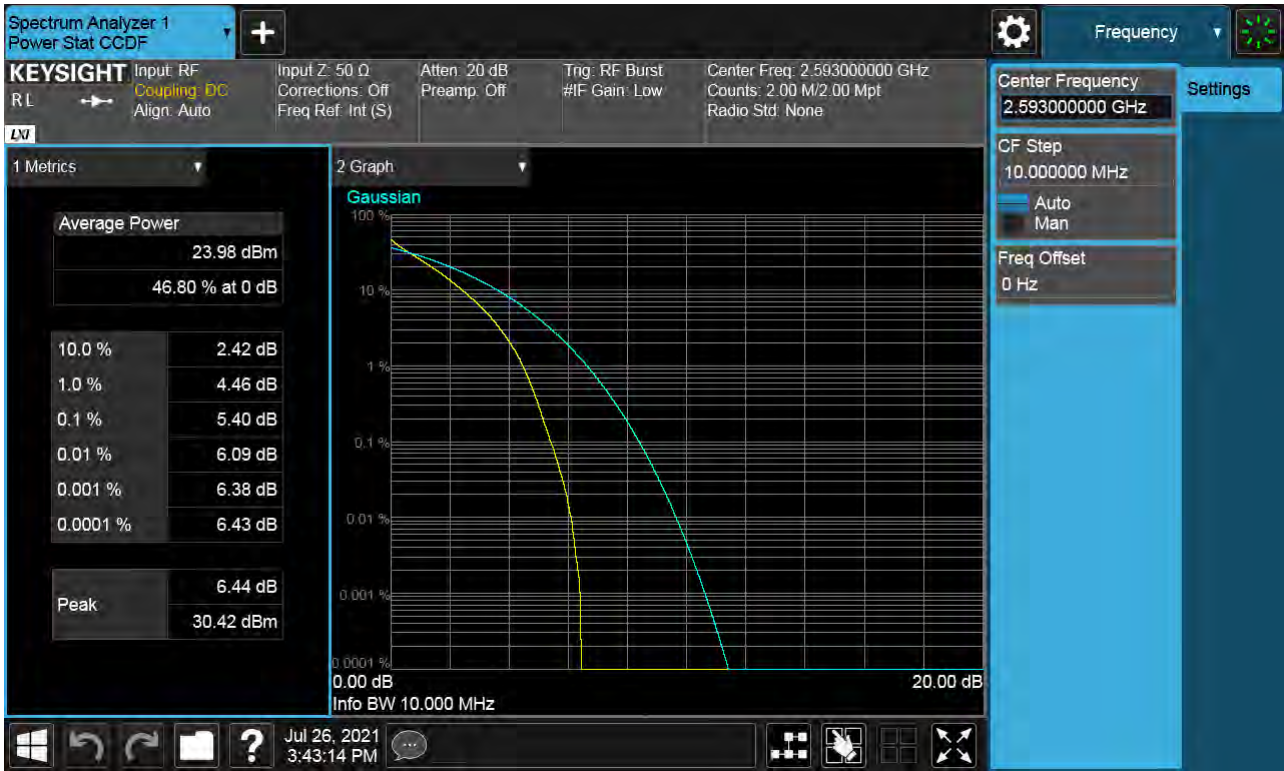 Spectrum Analyzer 1
Power Stat CCDF
Frequency
KEYSIGHT
RL
LXI
Input: RF
Coupling: DC
Align: Auto
Input Z: 50 Ω
Corrections: Off
Freq Ref: Int (S)
Atten: 20 dB
Preamp: Off
Trig: RF Burst
#IF Gain: Low
Center Freq: 2.593000000 GHz
Counts: 2.00 M/2.00 Mpt
Radio Std: None
Center Frequency
2.593000000 GHz
Settings
CF Step
10.000000 MHz
Auto
Man
Freq Offset
0 Hz
1 Metrics
Average Power
23.98 dBm
46.80 % at 0 dB
10.0 % 2.42 dB
1.0 % 4.46 dB
0.1 % 5.40 dB
0.01 % 6.09 dB
0.001 % 6.38 dB
0.0001 % 6.43 dB
Peak 6.44 dB
30.42 dBm
2 Graph
Gaussian
100 %
10 %
1 %
0.1 %
0.01 %
0.001 %
0.0001 %
0.00 dB 20.00 dB
Info BW 10.000 MHz
Jul 26, 2021
3:43:14 PM